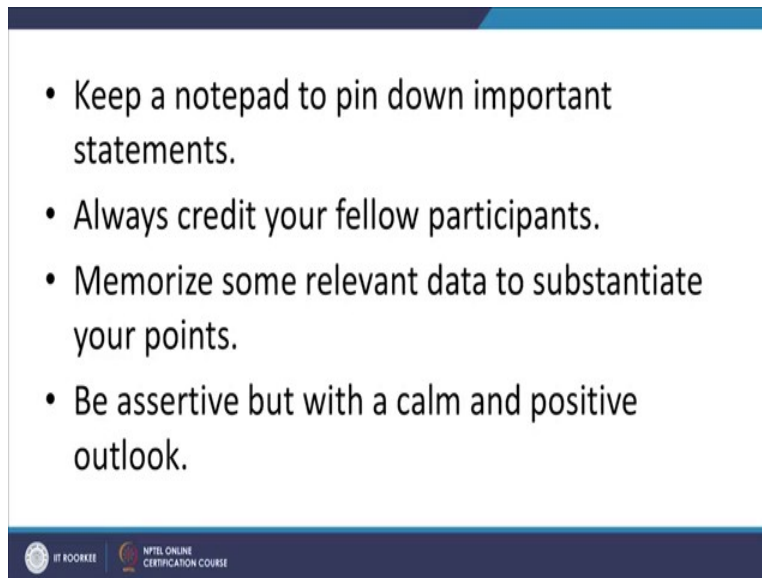 • Keep a notepad to pin down important
statements.
• Always credit your fellow participants.
• Memorize some relevant data to substantiate
your points.
• Be assertive but with a calm and positive
outlook.
IIT ROORKEE
NPTEL ONLINE
CERTIFICATION COURSE